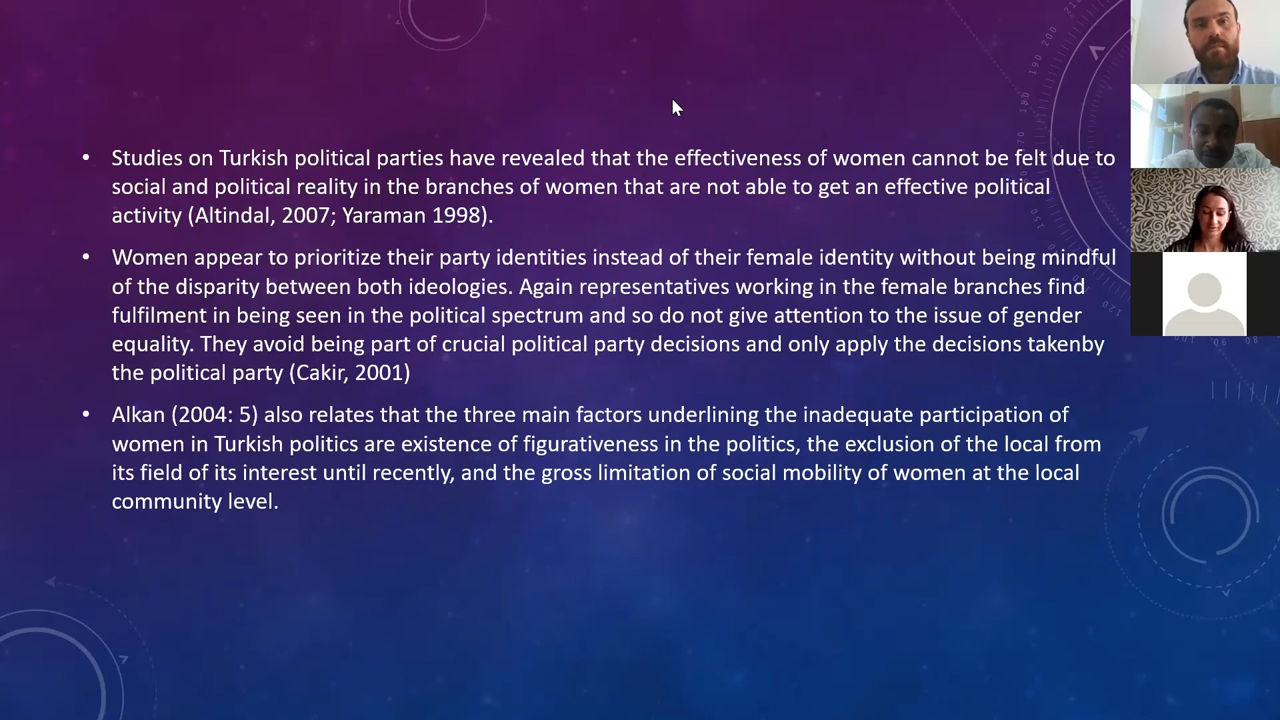 • Studies on Turkish political parties have revealed that the effectiveness of women cannot be felt due to
social and political reality in the branches of women that are not able to get an effective political
activity (Altindal, 2007; Yaraman 1998).
• Women appear to prioritize their party identities instead of their female identity without being mindful
of the disparity between both ideologies. Again representatives working in the female branches find
fulfilment in being seen in the political spectrum and so do not give attention to the issue of gender
equality. They avoid being part of crucial political party decisions and only apply the decisions takenby
the political party (Cakir, 2001)
• Alkan (2004: 5) also relates that the three main factors underlining the inadequate participation of
women in Turkish politics are existence of figurativeness in the politics, the exclusion of the local from
its field of its interest until recently, and the gross limitation of social mobility of women at the local
community level.